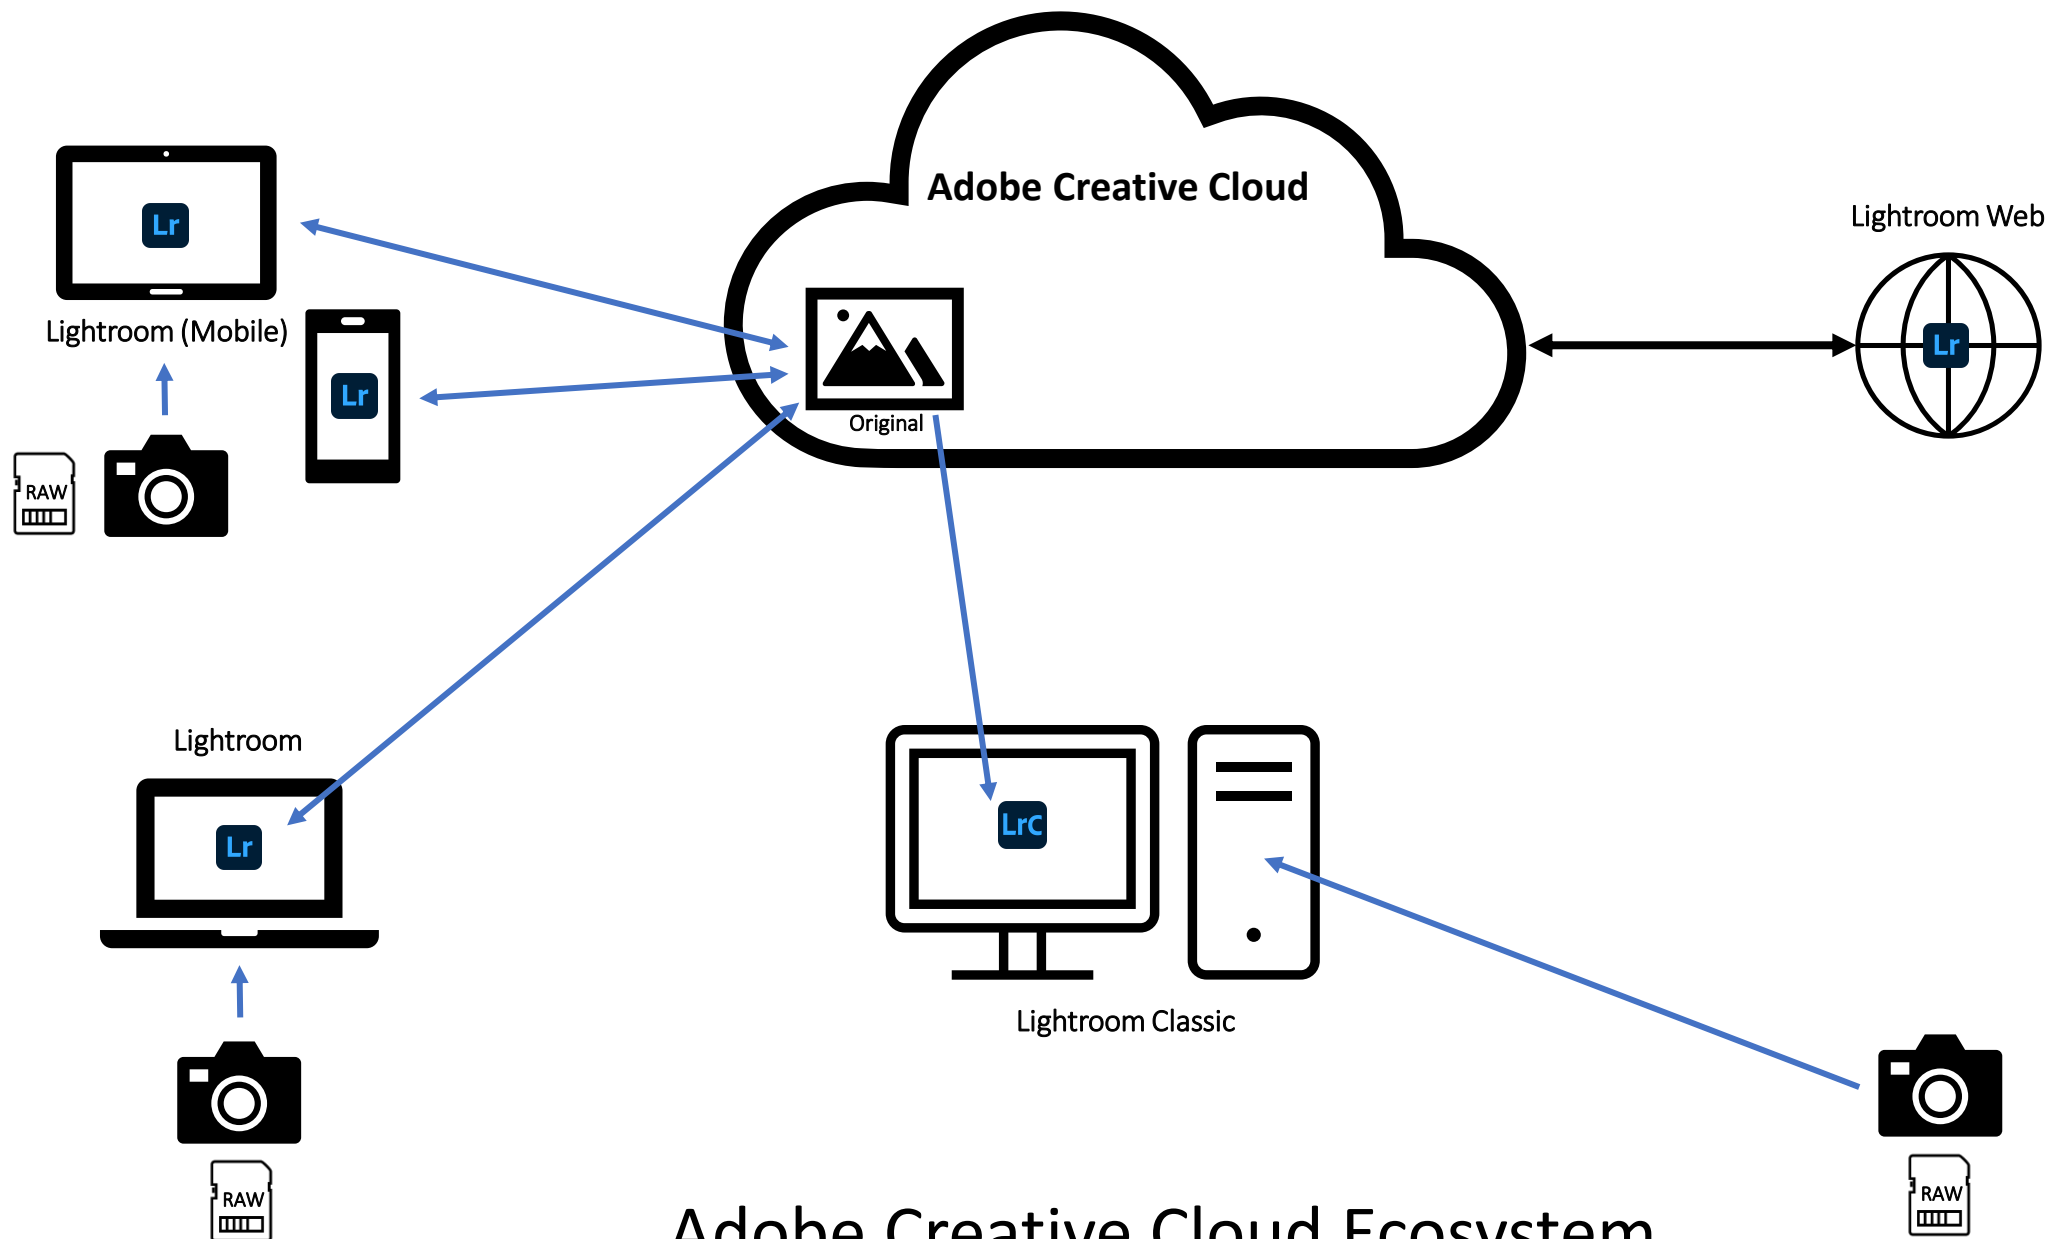 Adobe Creative Cloud
Lightroom Web
Lr
Lr
Lightroom (Mobile)
Lr
Original
RAW
Lightroom
Lr
LrC
Lightroom Classic
RAW
RAW
Adobe Creative Cloud Ecosystem